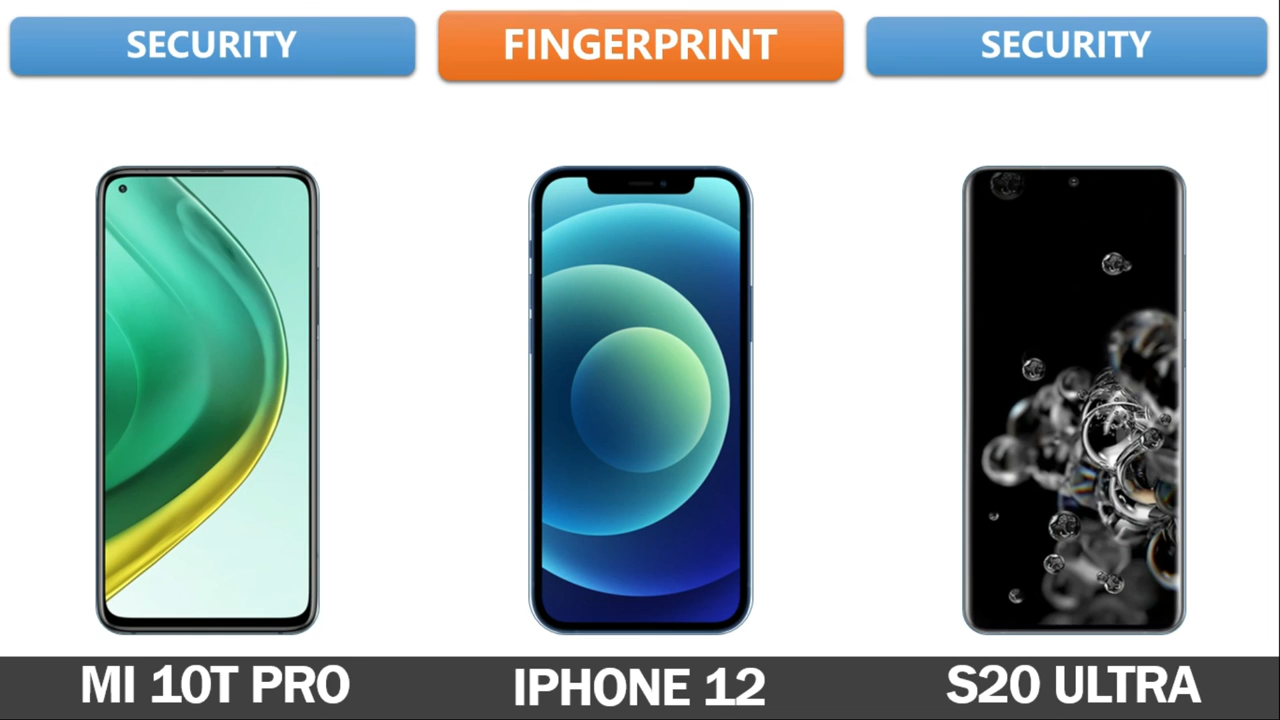 SECURITY
FINGERPRINT
SECURITY
MI 10T PRO
IPHONE 12
S20 ULTRA